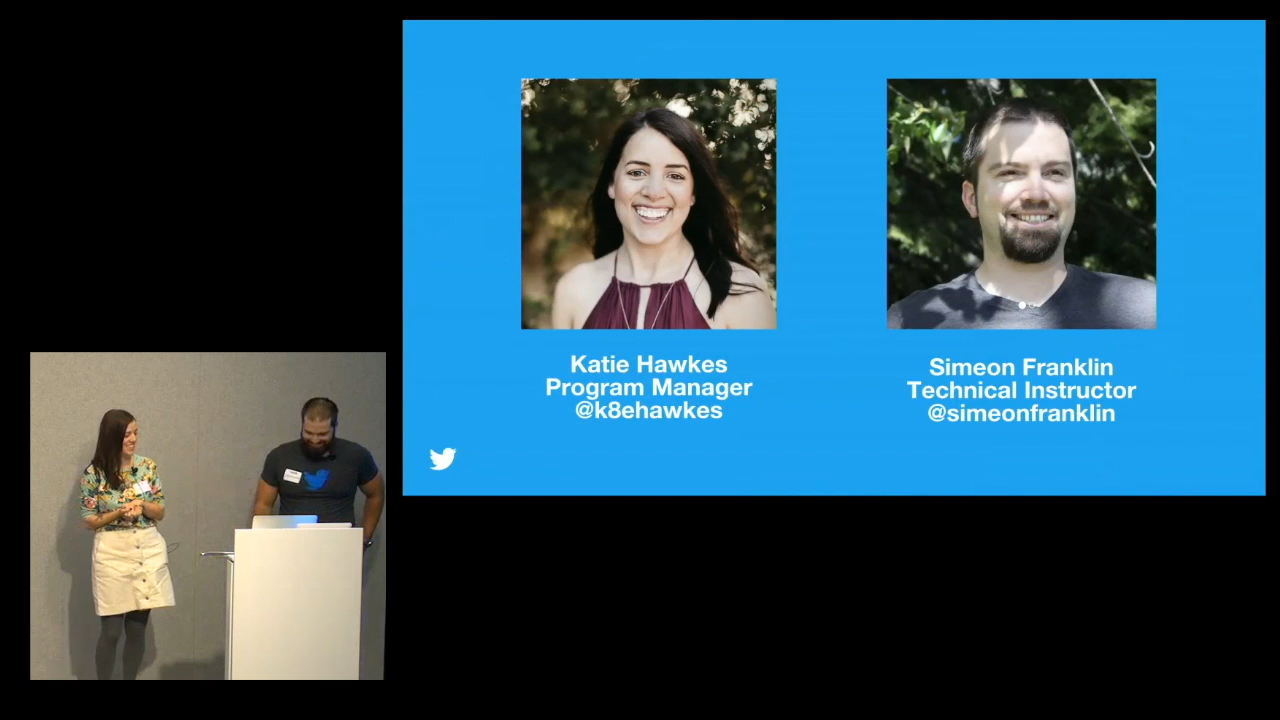 Katie Hawkes
Program Manager
@k8ehawkes
Simeon Franklin
Technical Instructor
@simeonfranklin